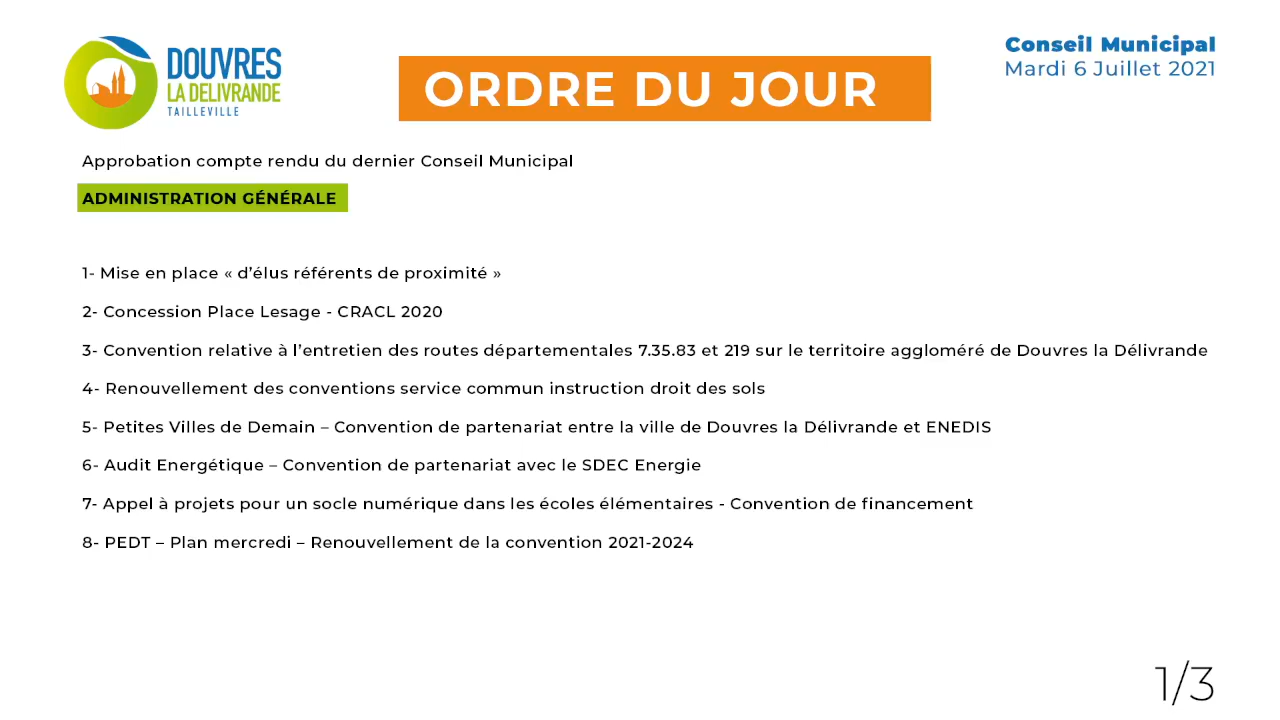 DOUVRES
LA DELIVRANDE
TAILLEVILLE
ORDRE DU JOUR
Conseil Municipal
Mardi 6 Juillet 2021
Approbation compte rendu du dernier Conseil Municipal
ADMINISTRATION GÉNÉRALE
1- Mise en place « d’élus référents de proximité »
2- Concession Place Lesage - CRACL 2020
3- Convention relative à l’entretien des routes départementales 7.35.83 et 219 sur le territoire aggloméré de Douvres la Délivrande
4- Renouvellement des conventions service commun instruction droit des sols
5- Petites Villes de Demain – Convention de partenariat entre la ville de Douvres la Délivrande et ENEDIS
6- Audit Energétique – Convention de partenariat avec le SDEC Energie
7- Appel à projets pour un socle numérique dans les écoles élémentaires - Convention de financement
8- PEDT – Plan mercredi – Renouvellement de la convention 2021-2024
1/3